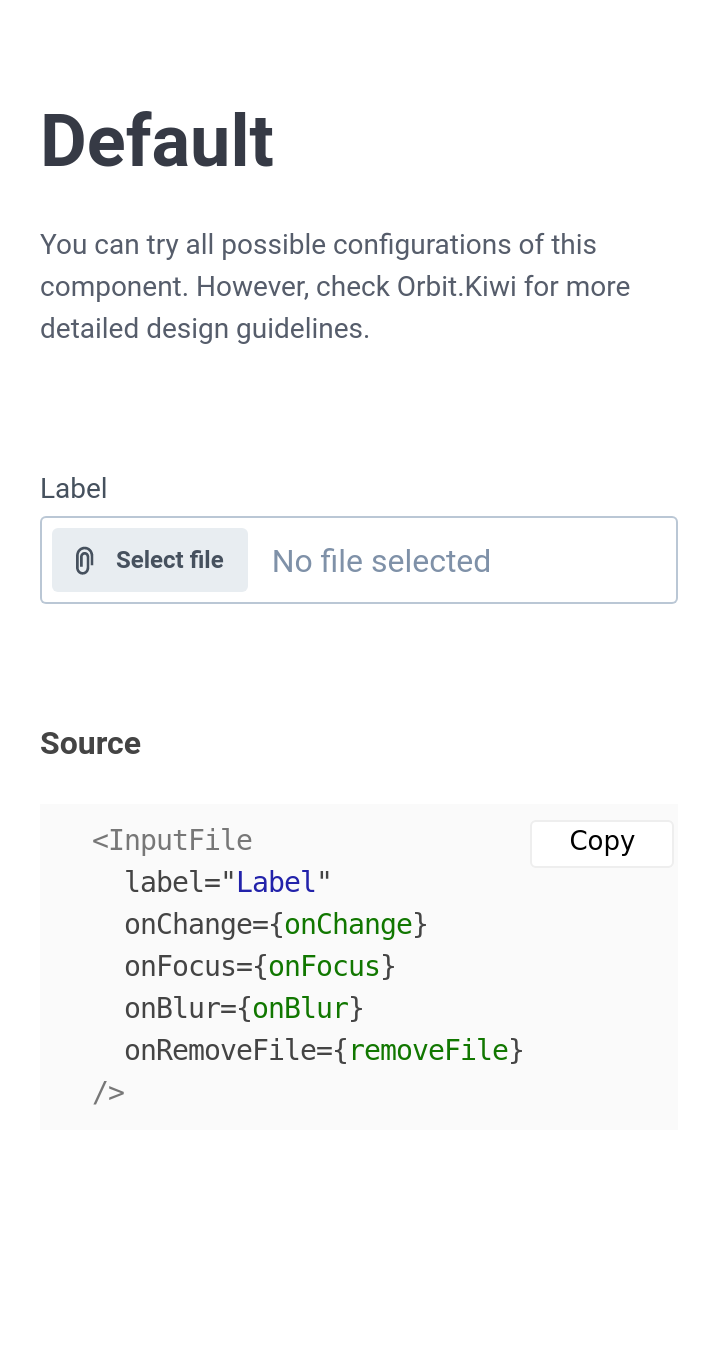 Default
You can try all possible configurations of this
component. However, check Orbit.Kiwi for more
detailed design guidelines.
Label
Select file
No file selected
Source
<InputFile
Copy
label="Label"
onChange={onChange}
onFocus={onFocus}
onBlur={onBlur}
onRemoveFile={removeFile}
/>